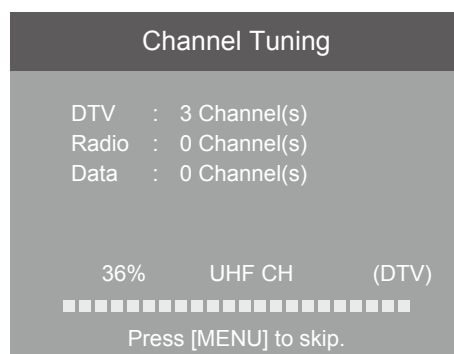 Channel Tuning
DTV : 3 Channel(s)
Radio : 0 Channel(s)
Data : 0 Channel(s)
36% UHF CH (DTV)
Press [MENU] to skip.